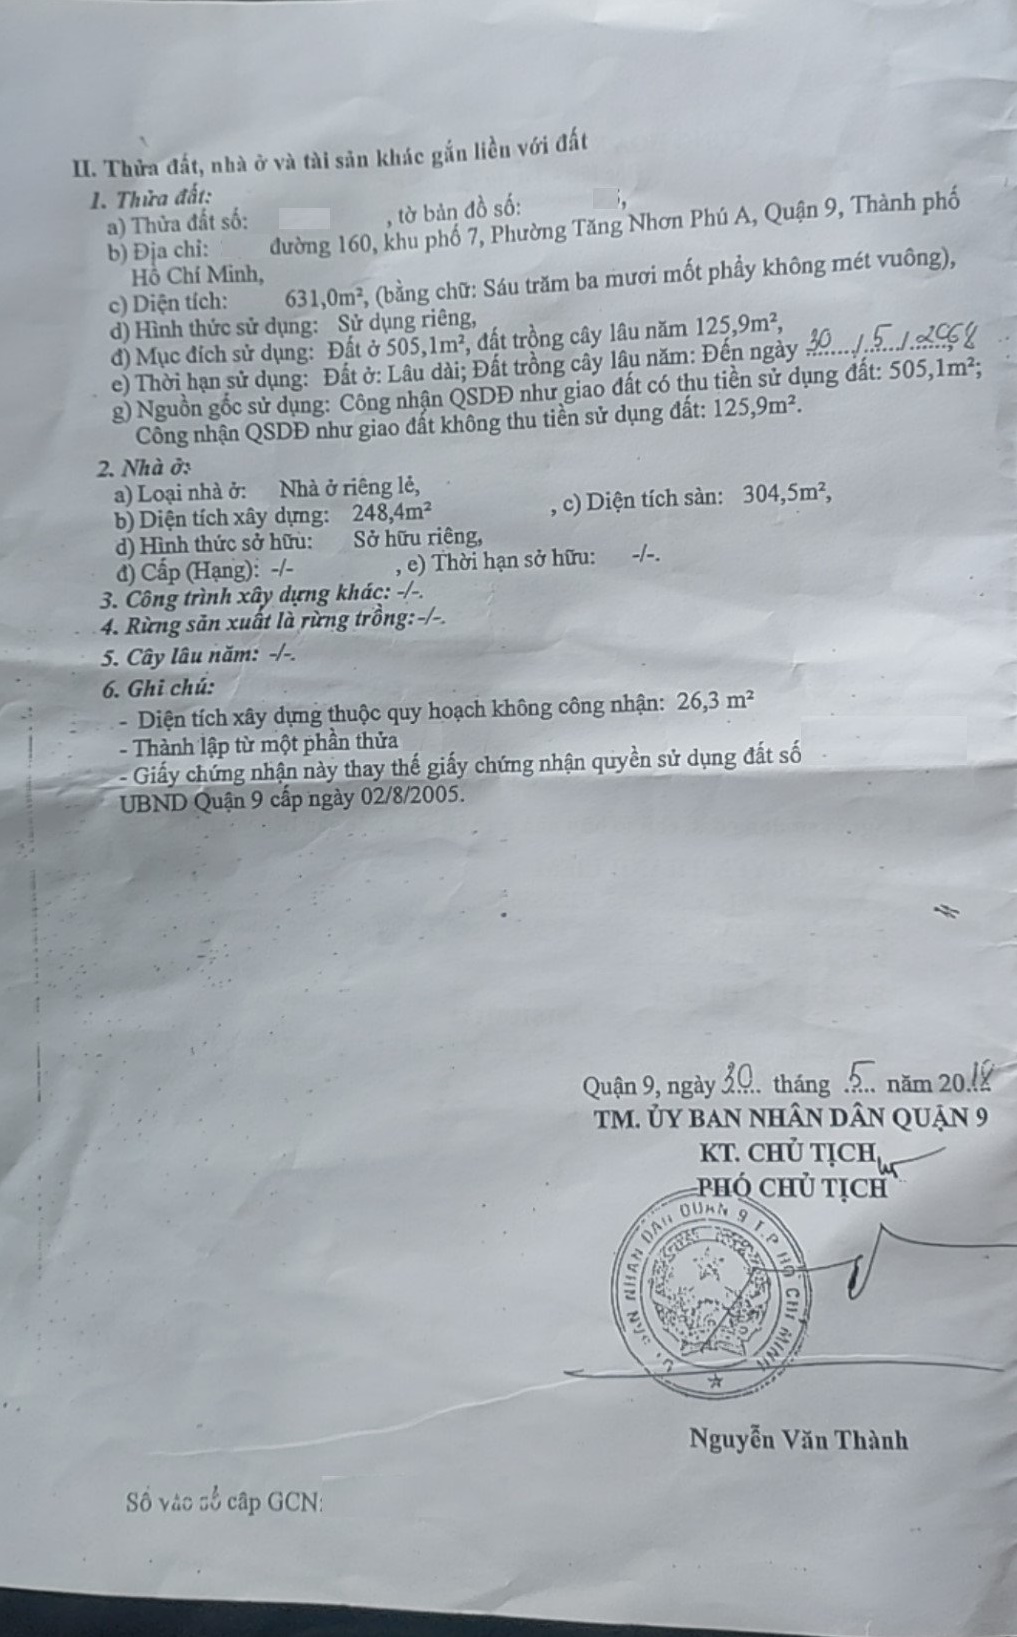 II. Thửa đất, nhà ở và tài sản khác gắn liền với đất
1. Thửa đất:
a) Thửa đất số: , tờ bản đồ số: ,
b) Địa chỉ: đường 160, khu phố 7, Phường Tăng Nhơn Phú A, Quận 9, Thành phố
Hồ Chí Minh,
c) Diện tích: 631,0m², (bằng chữ: Sáu trăm ba mươi mốt phẩy không mét vuông),
d) Hình thức sử dụng: Sử dụng riêng,
đ) Mục đích sử dụng: Đất ở 505,1m², đất trồng cây lâu năm 125,9m²,
e) Thời hạn sử dụng: Đất ở: Lâu dài; Đất trồng cây lâu năm: Đến ngày 30/5/2068
g) Nguồn gốc sử dụng: Công nhận QSDĐ như giao đất có thu tiền sử dụng đất: 505,1m²;
Công nhận QSDĐ như giao đất không thu tiền sử dụng đất: 125,9m².
2. Nhà ở:
a) Loại nhà ở: Nhà ở riêng lẻ,
b) Diện tích xây dựng: 248,4m² , c) Diện tích sàn: 304,5m²,
d) Hình thức sở hữu: Sở hữu riêng,
đ) Cấp (Hạng): -/- , e) Thời hạn sở hữu: -/-.
3. Công trình xây dựng khác: -/-.
4. Rừng sản xuất là rừng trồng: -/-.
5. Cây lâu năm: -/-.
6. Ghi chú:
- Diện tích xây dựng thuộc quy hoạch không công nhận: 26,3 m²
- Thành lập từ một phần thửa
- Giấy chứng nhận này thay thế giấy chứng nhận quyền sử dụng đất số
UBND Quận 9 cấp ngày 02/8/2005.
Quận 9, ngày 30 tháng 5 năm 2018
TM. ỦY BAN NHÂN DÂN QUẬN 9
KT. CHỦ TỊCH
PHÓ CHỦ TỊCH
NHÂN DÂN QUẬN 9 T.P HỒ CHÍ MINH
Nguyễn Văn Thành
Số vào sổ cấp GCN: